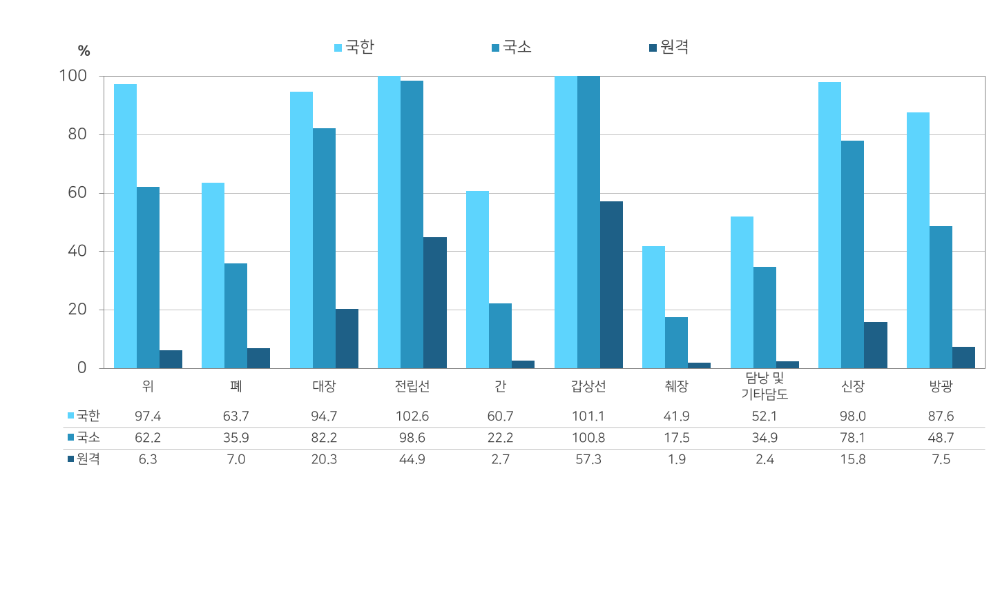 %
국한 국소 원격
100
80
60
40
20
0
위 폐 대장 전립선 간 갑상선 췌장 담낭 및 신장 방광
기타담도
국한 97.4 63.7 94.7 102.6 60.7 101.1 41.9 52.1 98.0 87.6
국소 62.2 35.9 82.2 98.6 22.2 100.8 17.5 34.9 78.1 48.7
원격 6.3 7.0 20.3 44.9 2.7 57.3 1.9 2.4 15.8 7.5